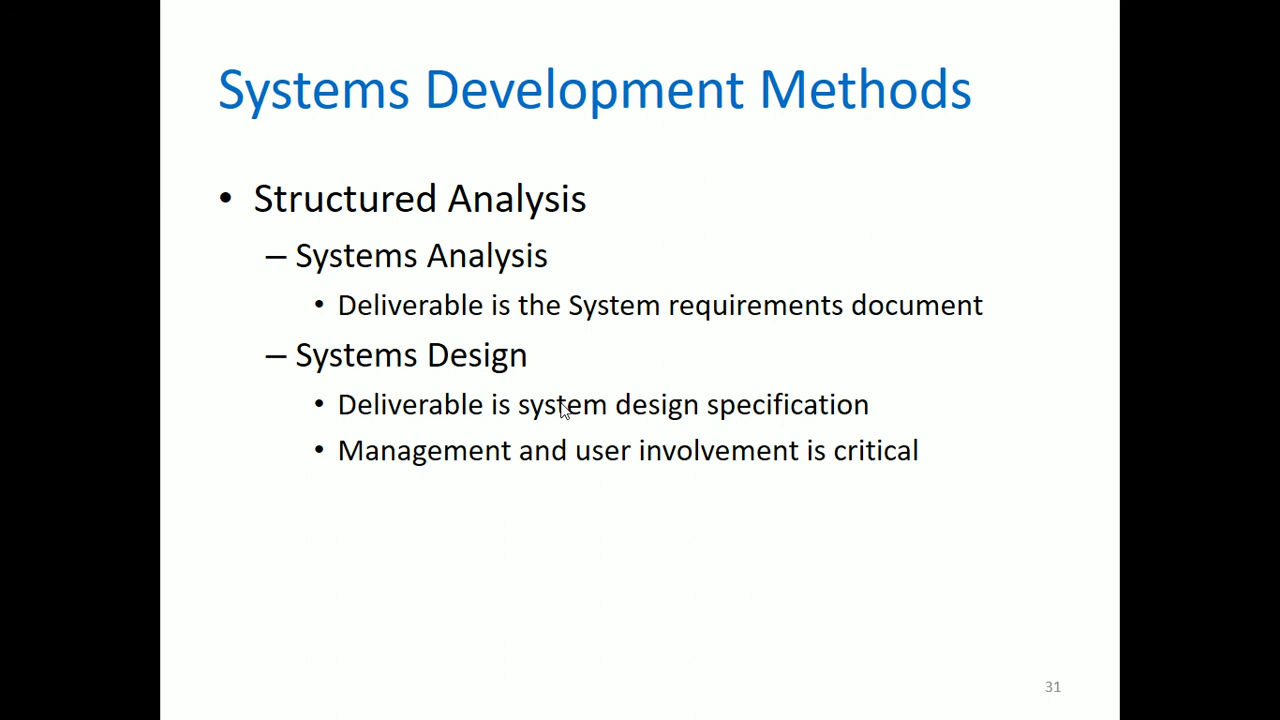 Systems Development Methods
• Structured Analysis
– Systems Analysis
• Deliverable is the System requirements document
– Systems Design
• Deliverable is system design specification
• Management and user involvement is critical
31